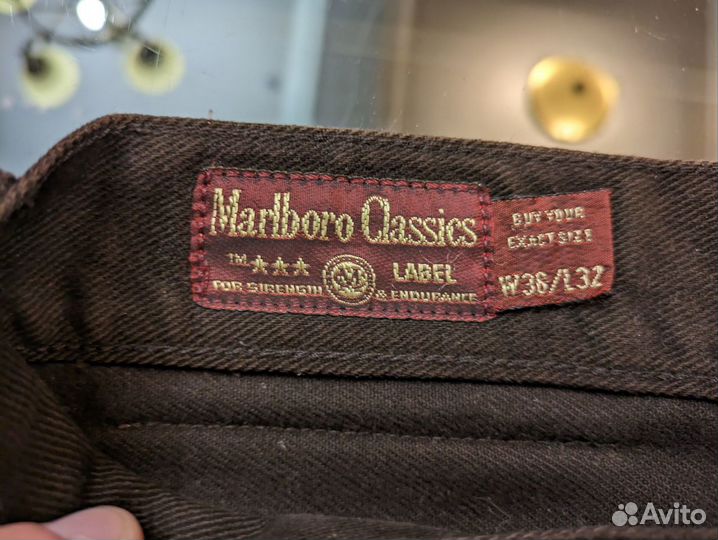 Marlboro Classics
TM ★★★ M LABEL
FOR STRENGTH & ENDURANCE
BUY YOUR
EXACT SIZE
W36/L32
Avito